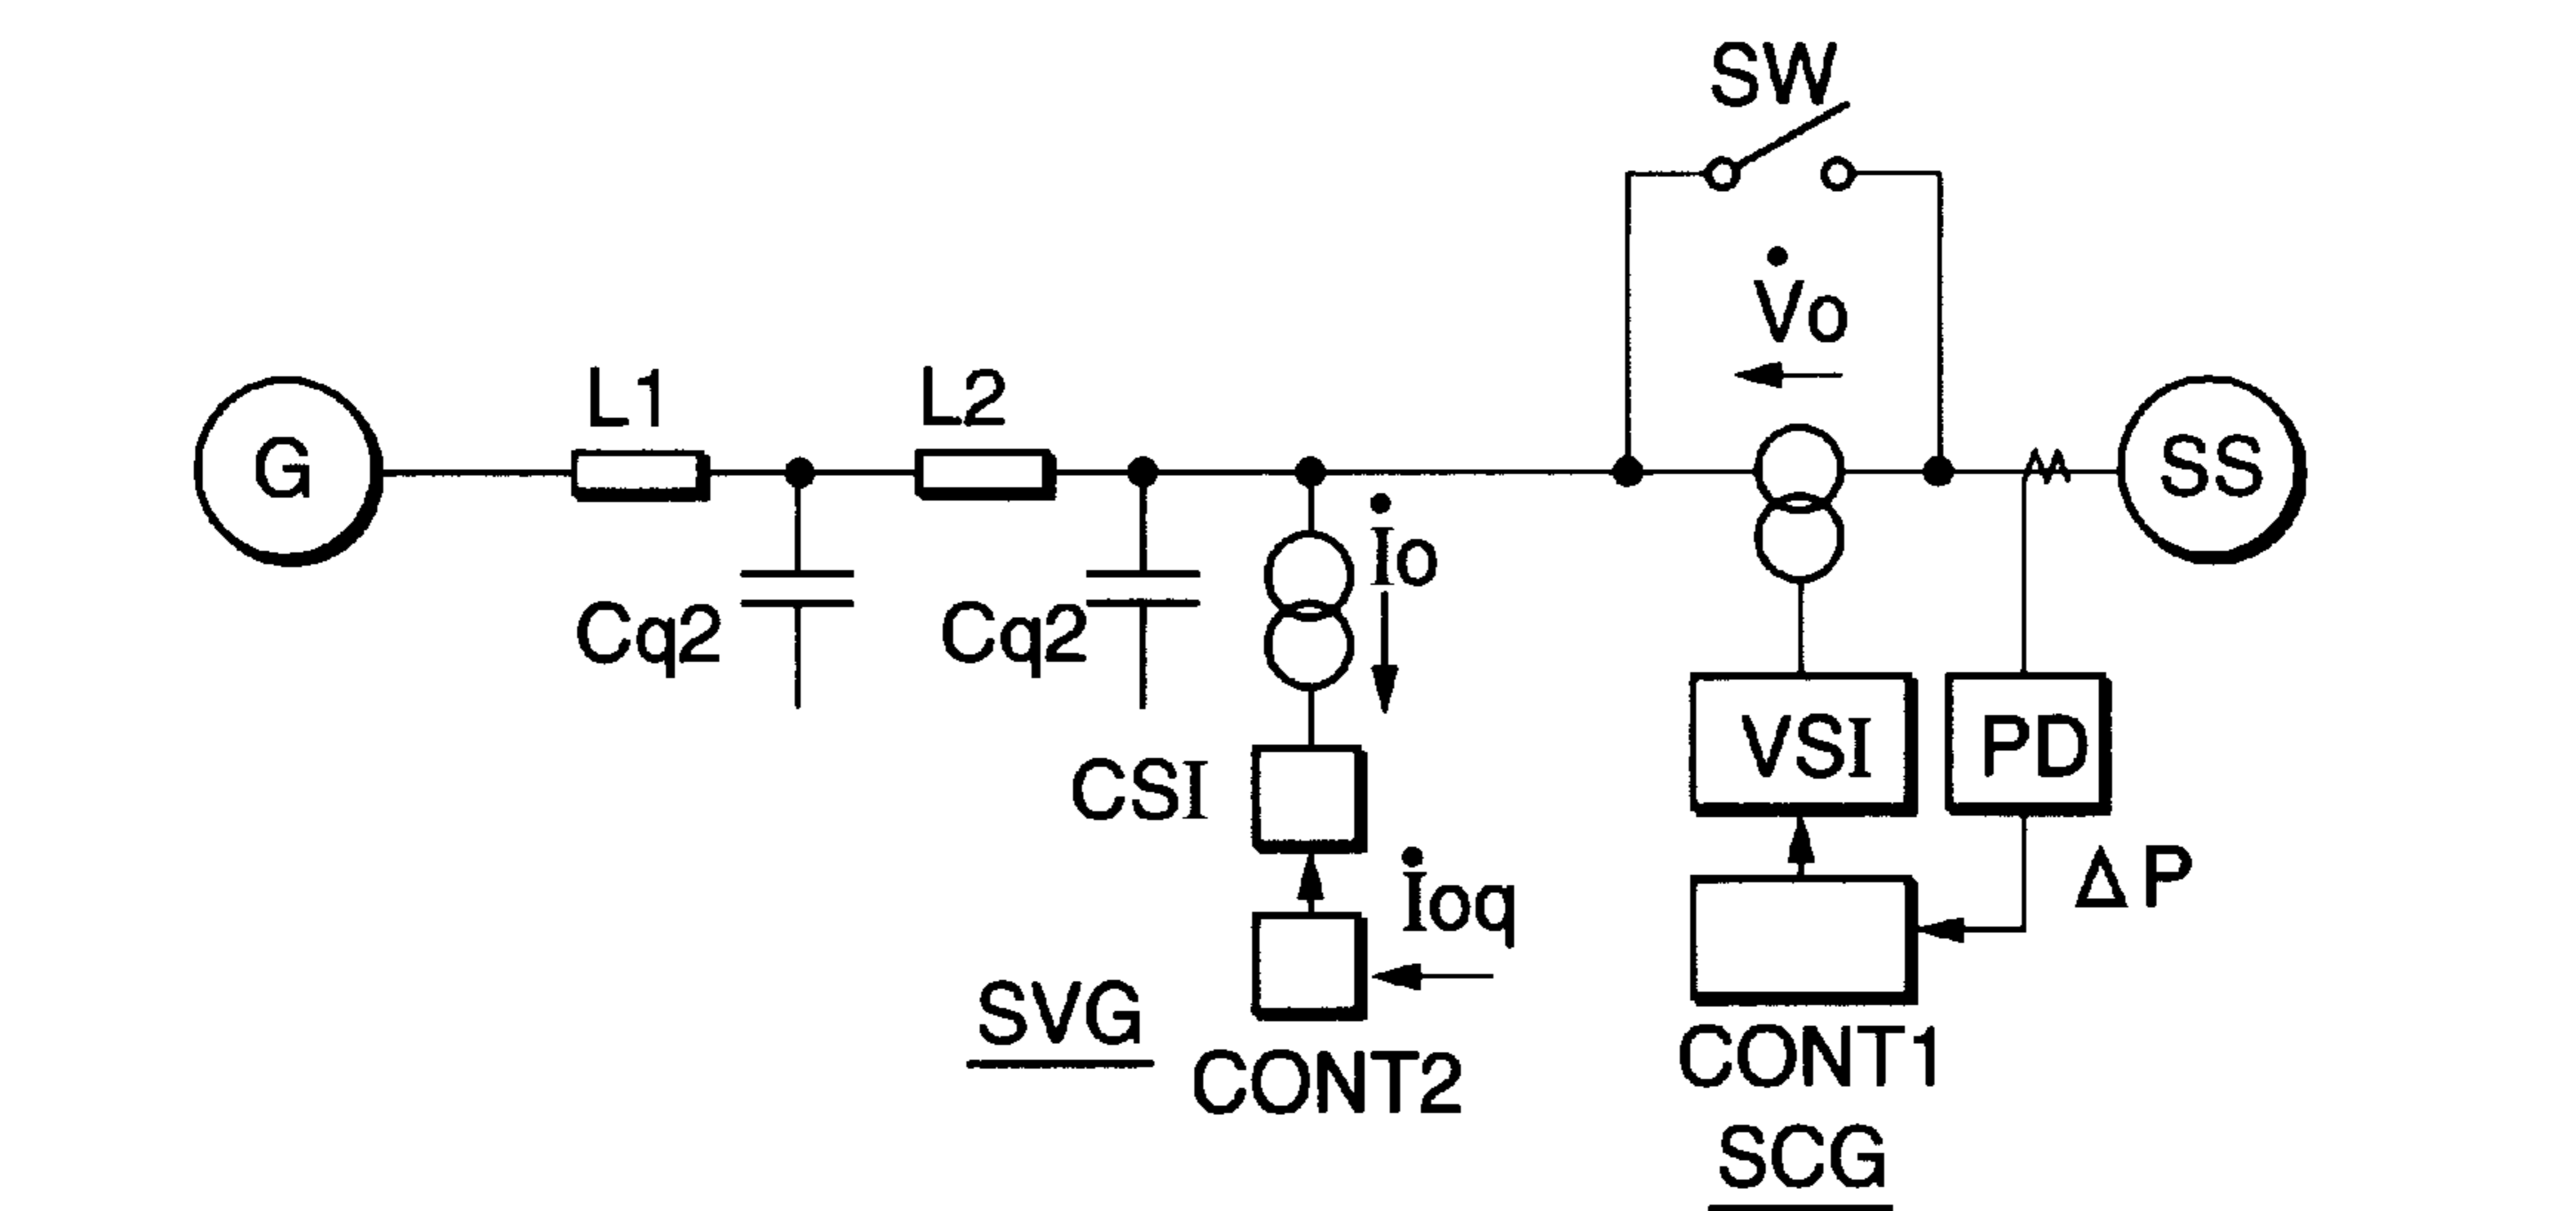 SW
V̇o
L1
L2
G
SS
İo
Cq2
Cq2
VSI
PD
CSI
ΔP
İoq
SVG
CONT2
CONT1
SCG